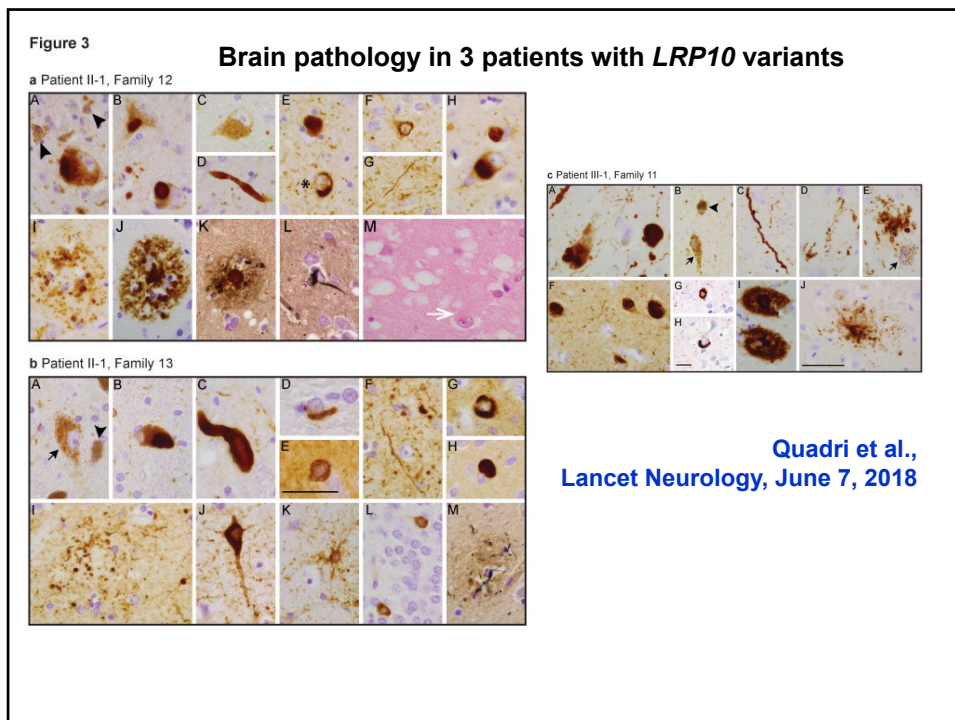 Figure 3
Brain pathology in 3 patients with LRP10 variants
a Patient II-1, Family 12
A B C E F H
D G
*
I J K L M
b Patient II-1, Family 13
A B C D F G
E H
I J K L M
c Patient III-1, Family 11
A B C D E
F G I J
H
Quadri et al.,
Lancet Neurology, June 7, 2018